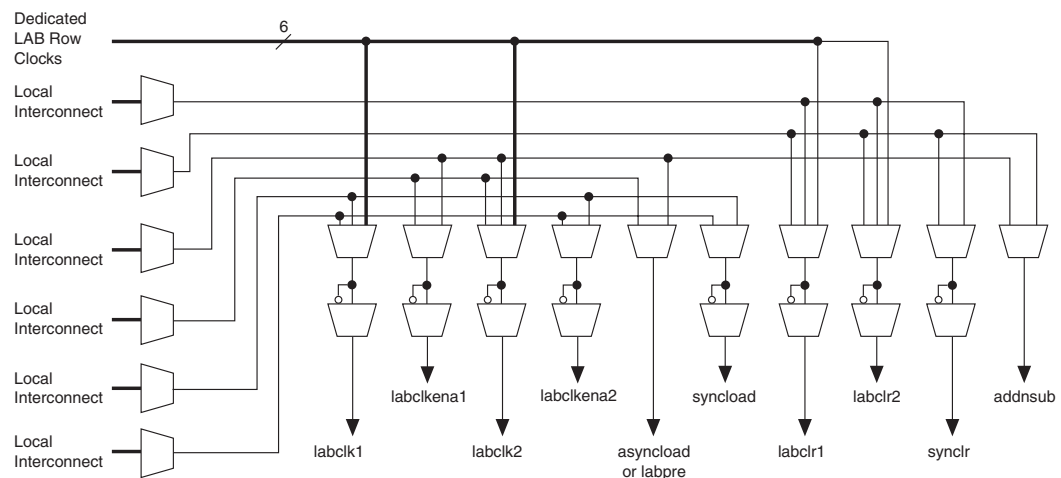 Dedicated
LAB Row
Clocks
6
Local
Interconnect
Local
Interconnect
Local
Interconnect
Local
Interconnect
Local
Interconnect
Local
Interconnect
labclkena1
labclkena2
syncload
labclr2
addnsub
labclk1
labclk2
asyncload
or labpre
labclr1
synclr